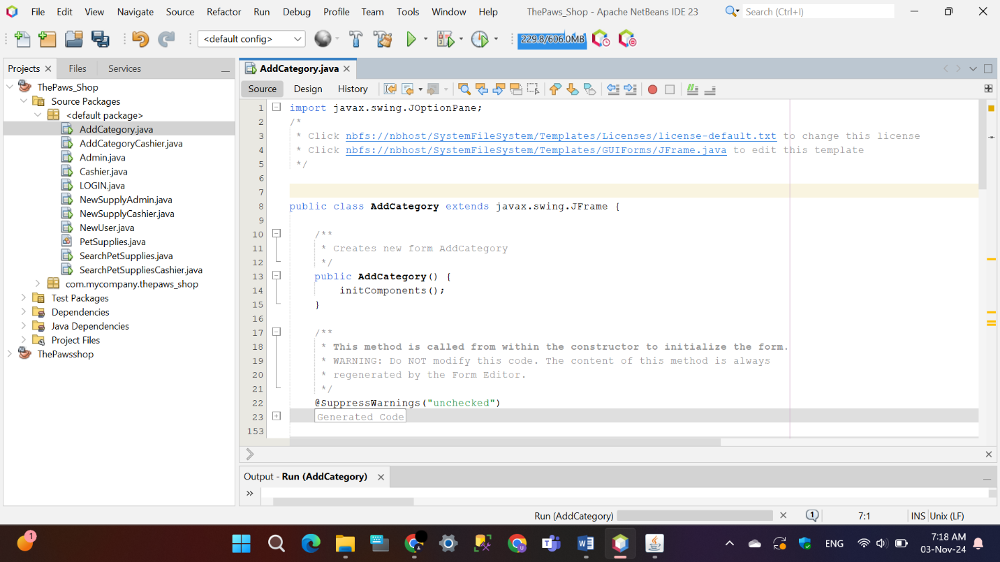 File Edit View Navigate Source Refactor Run Debug Profile Team Tools Window Help ThePaws_Shop - Apache NetBeans IDE 23 Search (Ctrl+I)
<default config> 229.8/606.0MB
Projects Files Services
ThePaws_Shop
Source Packages
<default package>
AddCategory.java
AddCategoryCashier.java
Admin.java
Cashier.java
LOGIN.java
NewSupplyAdmin.java
NewSupplyCashier.java
NewUser.java
PetSupplies.java
SearchPetSupplies.java
SearchPetSuppliesCashier.java
com.mycompany.thepaws_shop
Test Packages
Dependencies
Java Dependencies
Project Files
ThePawsshop
AddCategory.java
Source Design History
1 import javax.swing.JOptionPane;
2 /*
3 * Click nbfs://nbhost/SystemFileSystem/Templates/Licenses/license-default.txt to change this license
4 * Click nbfs://nbhost/SystemFileSystem/Templates/GUIForms/JFrame.java to edit this template
5 */
6
7
8 public class AddCategory extends javax.swing.JFrame {
9
10 /**
11 * Creates new form AddCategory
12 */
13 public AddCategory() {
14 initComponents();
15 }
16
17 /**
18 * This method is called from within the constructor to initialize the form.
19 * WARNING: Do NOT modify this code. The content of this method is always
20 * regenerated by the Form Editor.
21 */
22 @SuppressWarnings("unchecked")
23 Generated Code
153
Output - Run (AddCategory)
Run (AddCategory) 1 7:1 INS Unix (LF)
1 ENG 7:18 AM
03-Nov-24